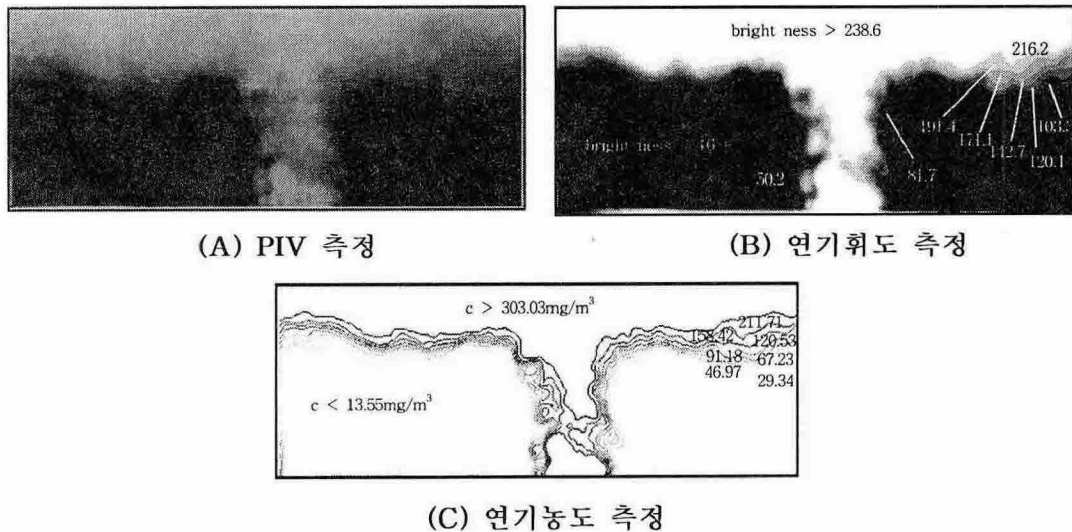 bright ness > 238.6
216.2
191.4
171.1
142.7
120.1
81.7
50.2
bright ness
(A) PIV 측정
(B) 연기휘도 측정
c > 303.03mg/m³
211.71
158.42 120.53
91.18 67.23
46.97 29.34
c < 13.55mg/m³
(C) 연기농도 측정